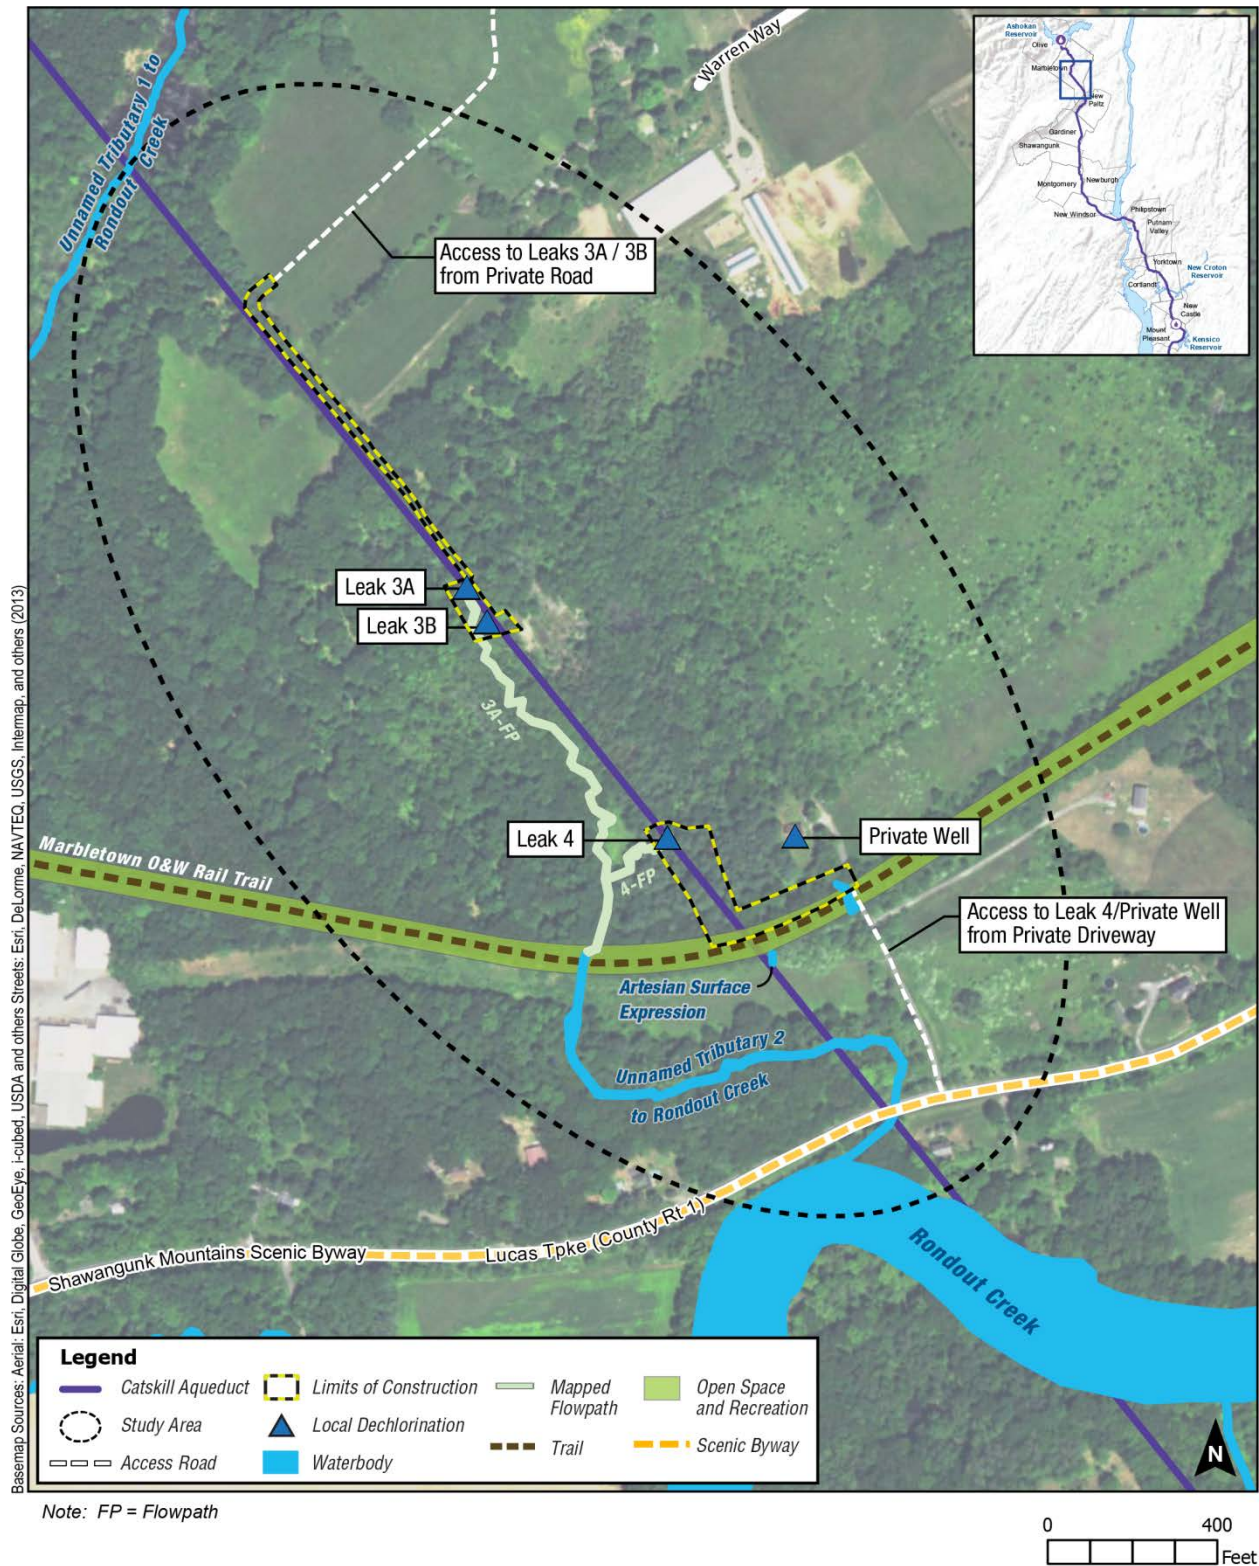 Warren Way
Unnamed Tributary 1 to
Rondout Creek
Ashokan
Reservoir
Olive
Marbletown
New
Paltz
Gardiner
Shawangunk
Montgomery
Newburgh
New Windsor
Philipstown
Putnam
Valley
Yorktown
New Croton
Reservoir
Cortlandt
New
Castle
Mount
Pleasant
Kensico
Reservoir
Access to Leaks 3A / 3B
from Private Road
Leak 3A
Leak 3B
3A-FP
Leak 4
4-FP
Private Well
Marbletown O&W Rail Trail
Access to Leak 4/Private Well
from Private Driveway
Artesian Surface
Expression
Unnamed Tributary 2
to Rondout Creek
Shawangunk Mountains Scenic Byway
Lucas Tpke (County Rt 1)
Rondout Creek
Basemap Sources: Aerial: Esri, Digital Globe, GeoEye, i-cubed, USDA and others Streets: Esri, DeLorme, NAVTEQ, USGS, Intermap, and others (2013)
Legend
Catskill Aqueduct
Limits of Construction
Mapped
Flowpath
Open Space
and Recreation
Study Area
Local Dechlorination
Trail
Scenic Byway
Access Road
Waterbody
N
Note: FP = Flowpath
0 400
Feet